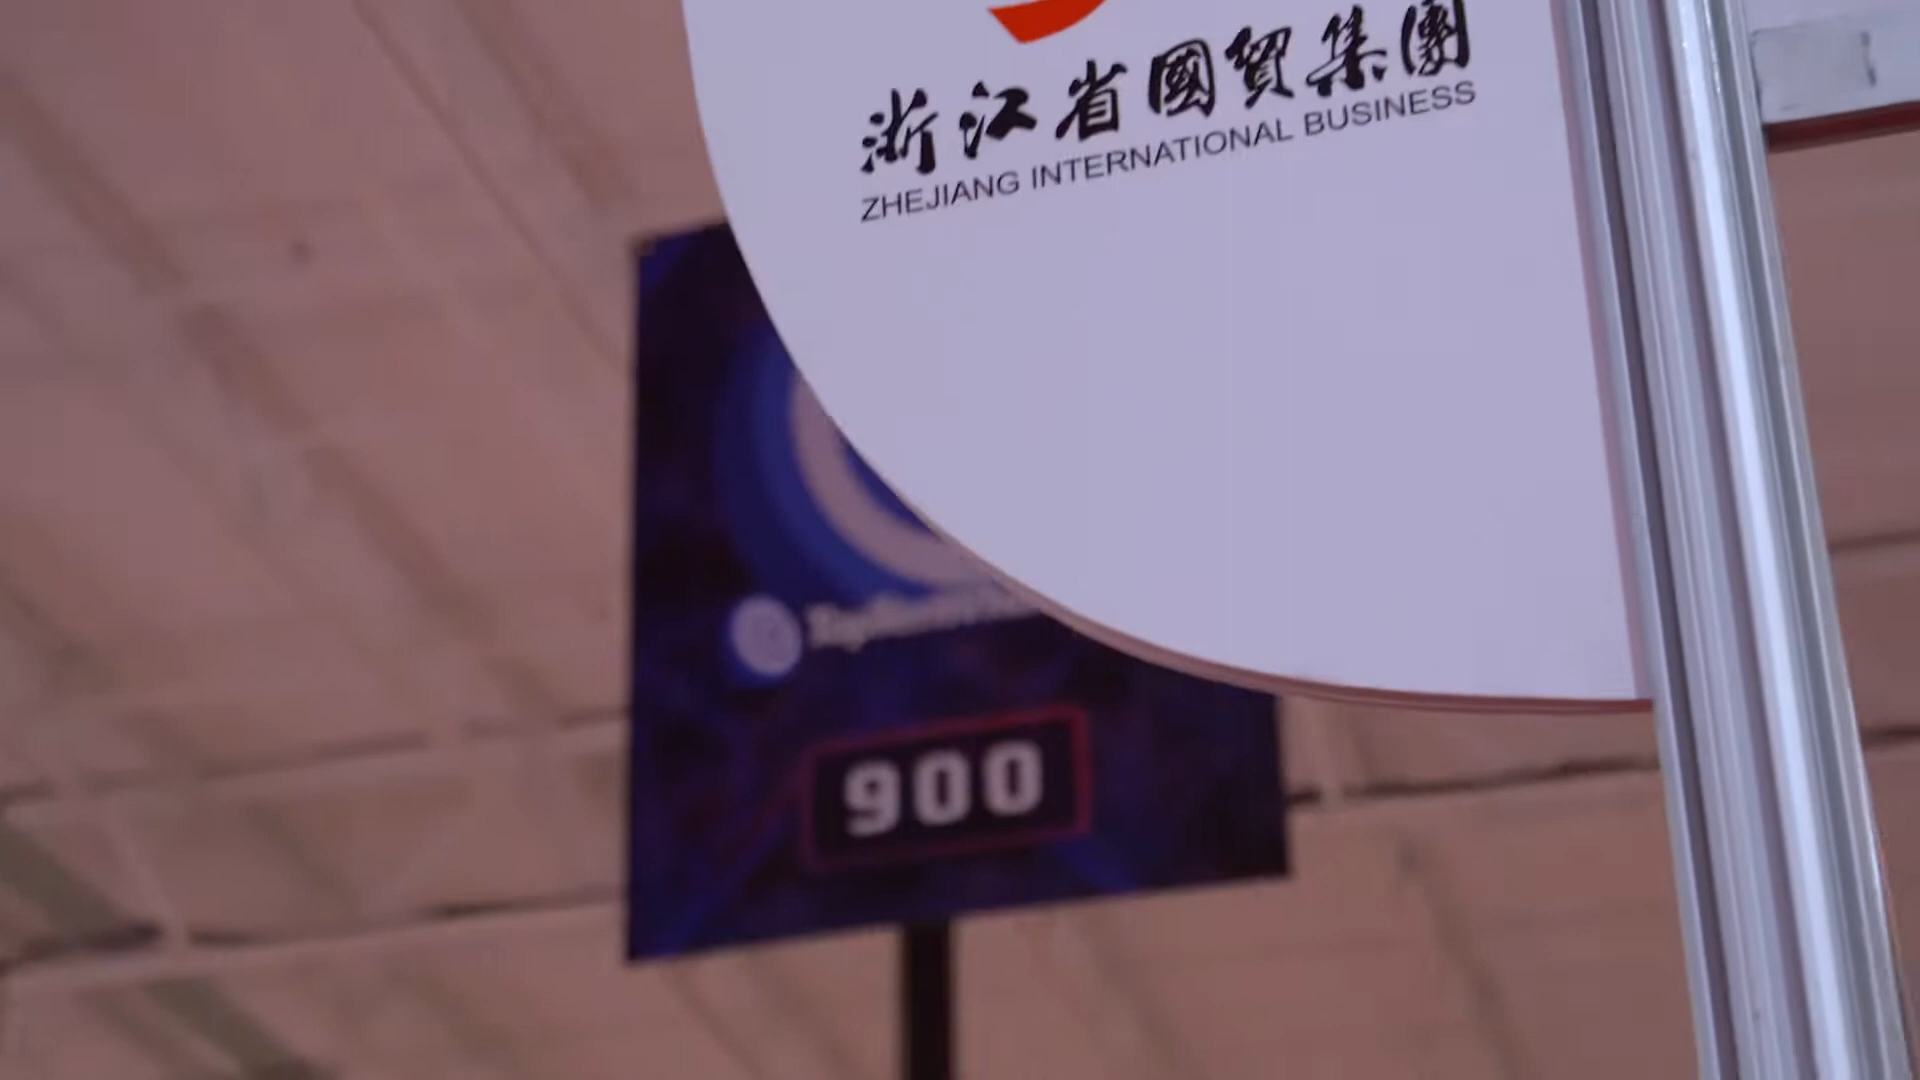 浙江省國貿集團
ZHEJIANG INTERNATIONAL BUSINESS
900